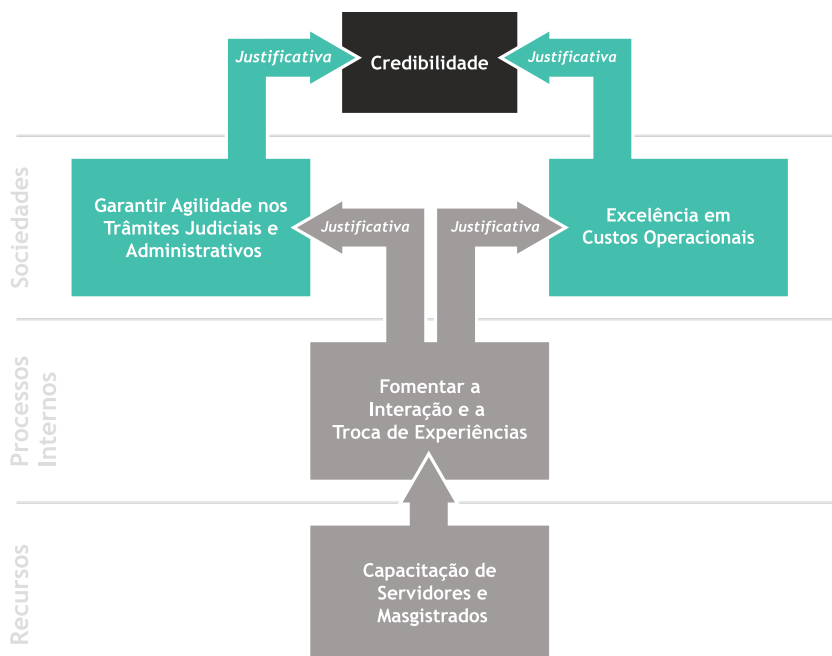 Justificativa
Credibilidade
Justificativa
Sociedades
Garantir Agilidade nos
Trâmites Judiciais e
Administrativos
Justificativa
Justificativa
Excelência em
Custos Operacionais
Processos
Internos
Fomentar a
Interação e a
Troca de Experiências
Recursos
Capacitação de
Servidores e
Masgistrados